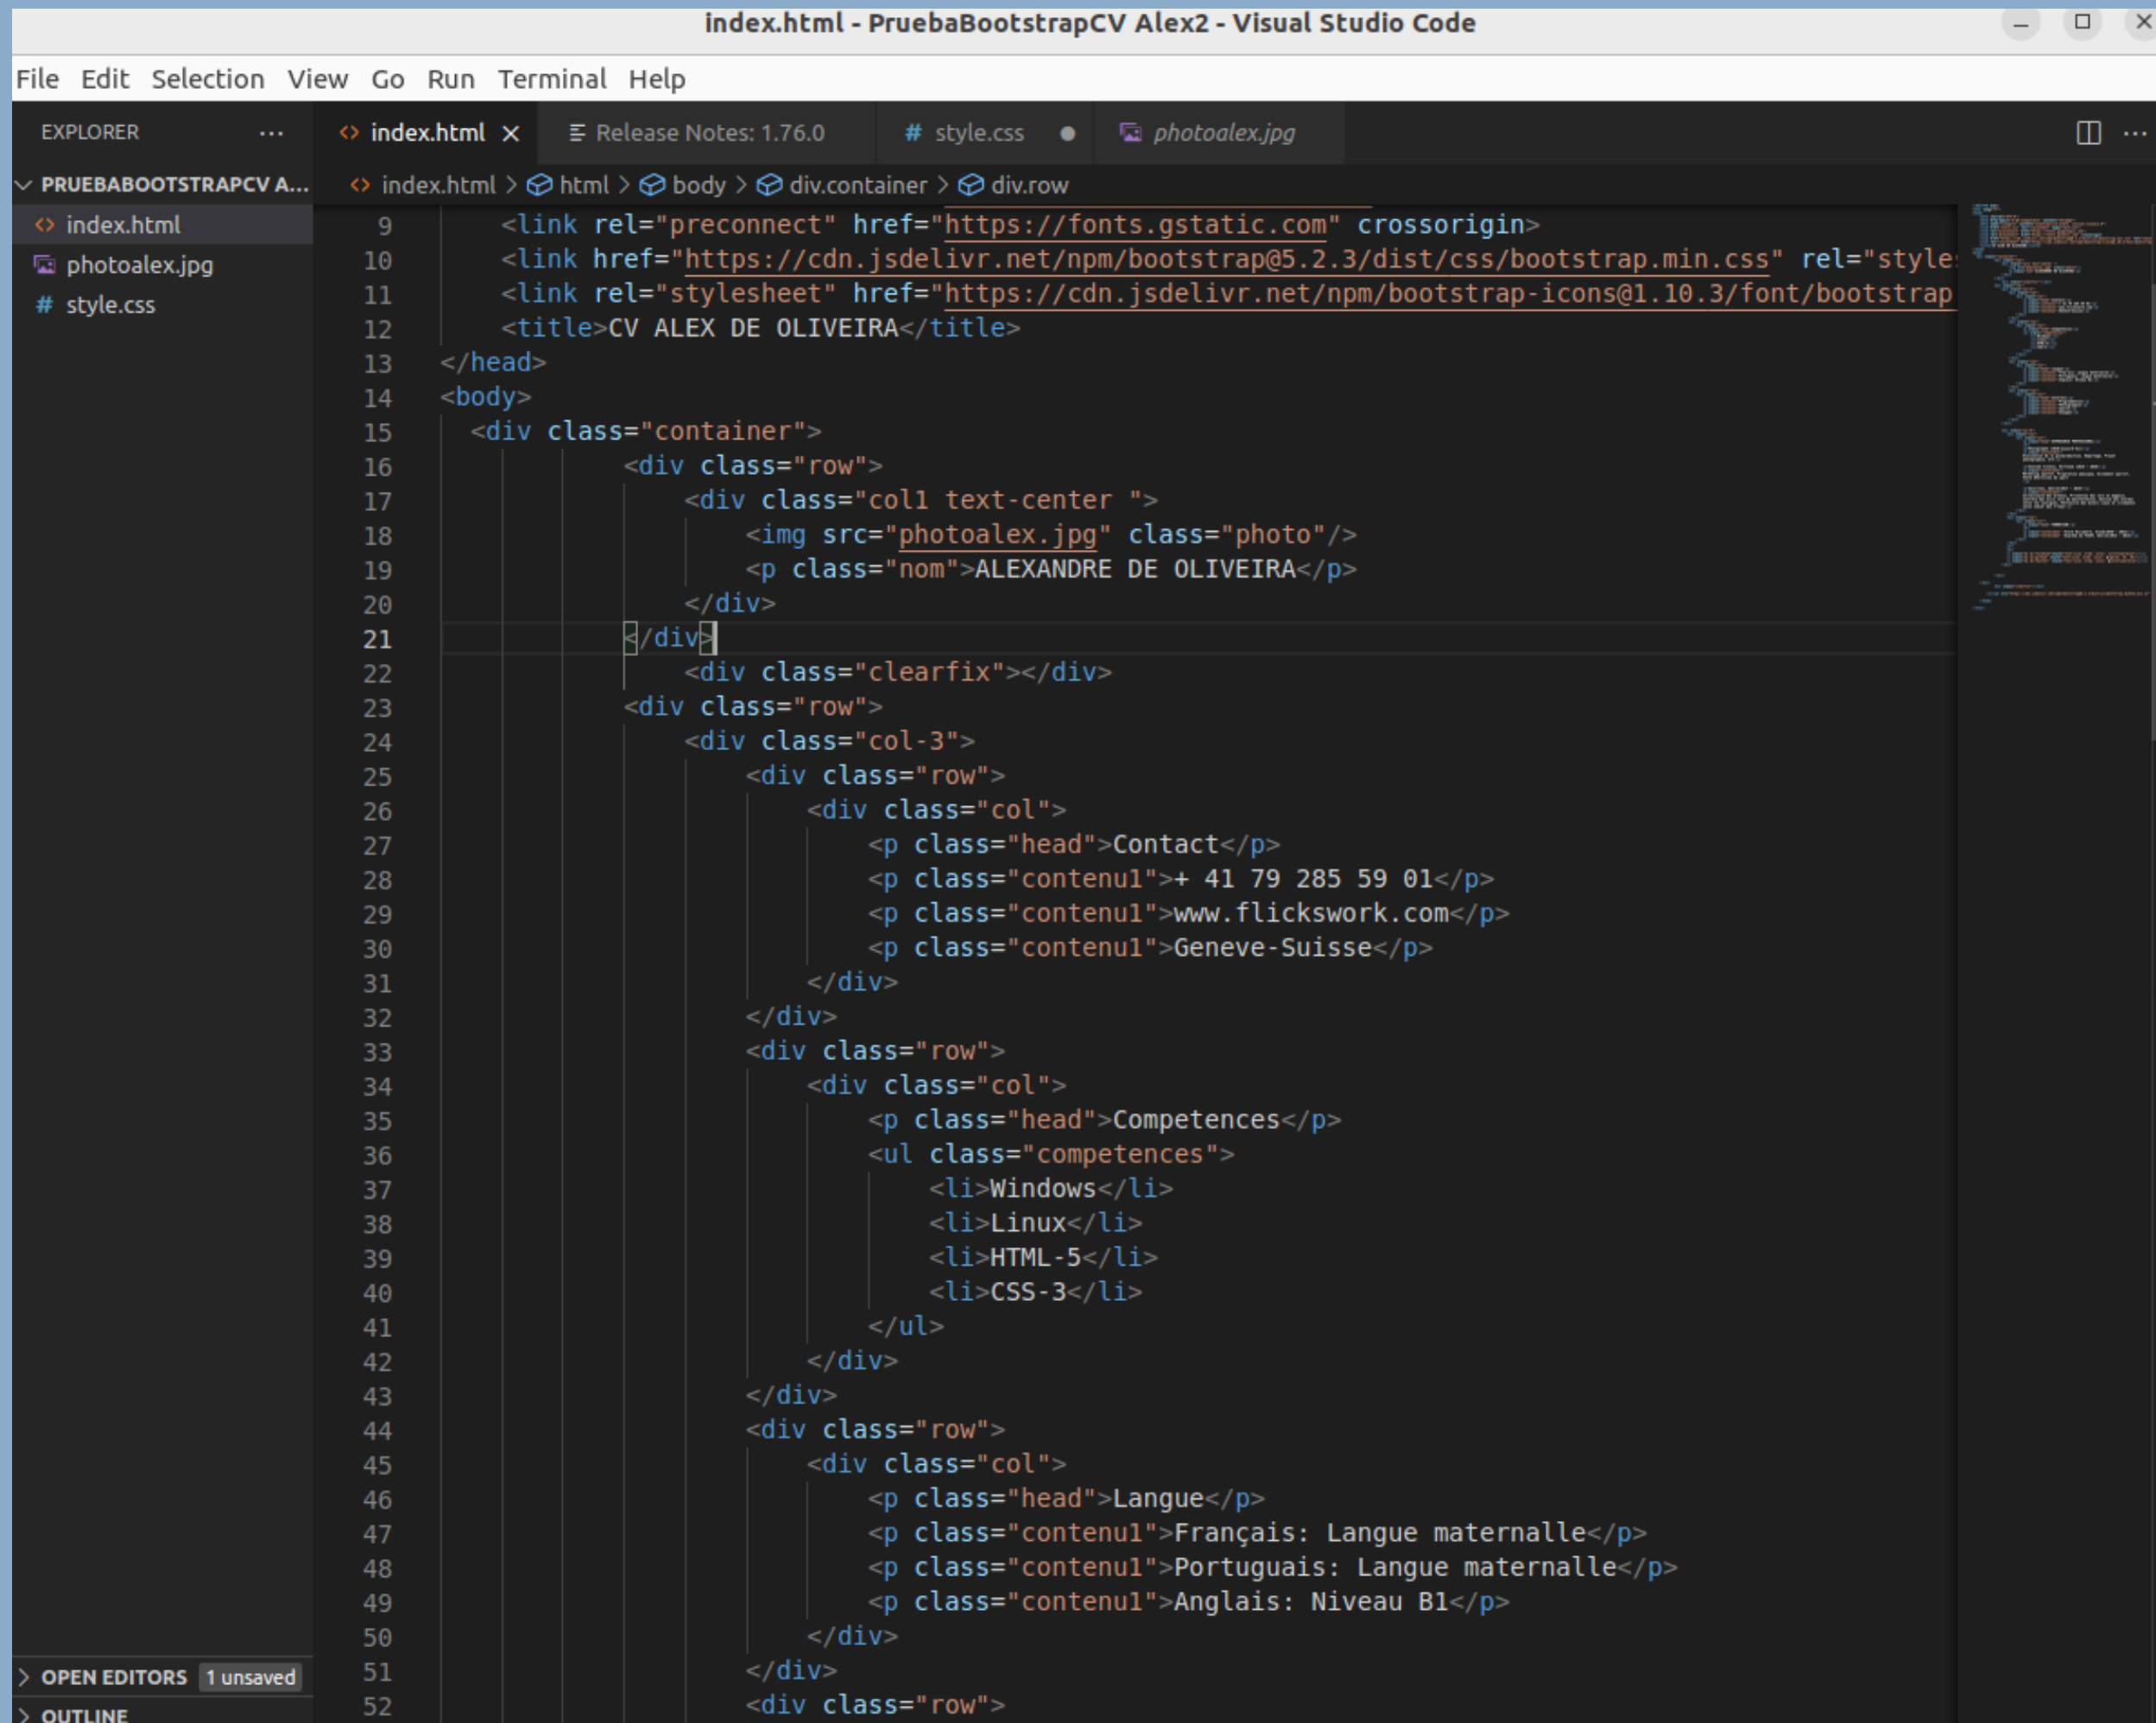 index.html - PruebaBootstrapCV Alex2 - Visual Studio Code
File Edit Selection View Go Run Terminal Help
EXPLORER ··· index.html × Release Notes: 1.76.0 # style.css ● photoalex.jpg ···
PRUEBABOOTSTRAPCV A... index.html > html > body > div.container > div.row
index.html
photoalex.jpg
# style.css
9 <link rel="preconnect" href="https://fonts.gstatic.com" crossorigin>
10 <link href="https://cdn.jsdelivr.net/npm/bootstrap@5.2.3/dist/css/bootstrap.min.css" rel="styles
11 <link rel="stylesheet" href="https://cdn.jsdelivr.net/npm/bootstrap-icons@1.10.3/font/bootstrap
12 <title>CV ALEX DE OLIVEIRA</title>
13 </head>
14 <body>
15 <div class="container">
16 <div class="row">
17 <div class="col1 text-center ">
18 <img src="photoalex.jpg" class="photo"/>
19 <p class="nom">ALEXANDRE DE OLIVEIRA</p>
20 </div>
21 </div>
22 <div class="clearfix"></div>
23 <div class="row">
24 <div class="col-3">
25 <div class="row">
26 <div class="col">
27 <p class="head">Contact</p>
28 <p class="contenu1">+ 41 79 285 59 01</p>
29 <p class="contenu1">www.flickswork.com</p>
30 <p class="contenu1">Geneve-Suisse</p>
31 </div>
32 </div>
33 <div class="row">
34 <div class="col">
35 <p class="head">Competences</p>
36 <ul class="competences">
37 <li>Windows</li>
38 <li>Linux</li>
39 <li>HTML-5</li>
40 <li>CSS-3</li>
41 </ul>
42 </div>
43 </div>
44 <div class="row">
45 <div class="col">
46 <p class="head">Langue</p>
47 <p class="contenu1">Français: Langue maternalle</p>
48 <p class="contenu1">Portuguais: Langue maternalle</p>
49 <p class="contenu1">Anglais: Niveau B1</p>
50 </div>
51 </div>
52 <div class="row">
OPEN EDITORS 1 unsaved
OUTLINE